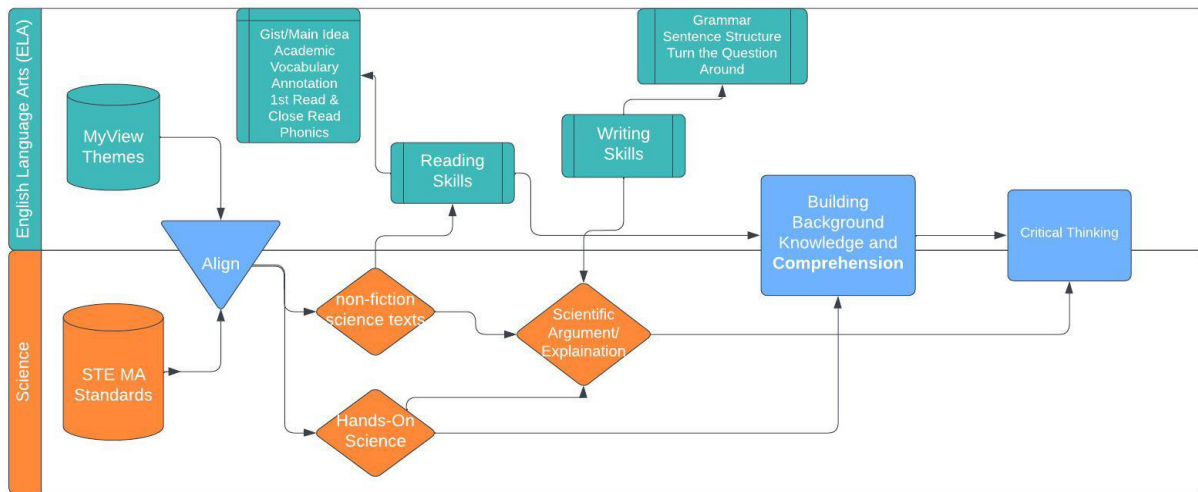 English Language Arts (ELA)
Gist/Main Idea
Academic
Vocabulary
Annotation
1st Read &
Close Read
Phonics
Grammar
Sentence Structure
Turn the Question
Around
MyView
Themes
Reading
Skills
Writing
Skills
Building
Background
Knowledge and
Comprehension
Critical Thinking
Align
Science
STE MA
Standards
non-fiction
science texts
Scientific
Argument/
Explaination
Hands-On
Science